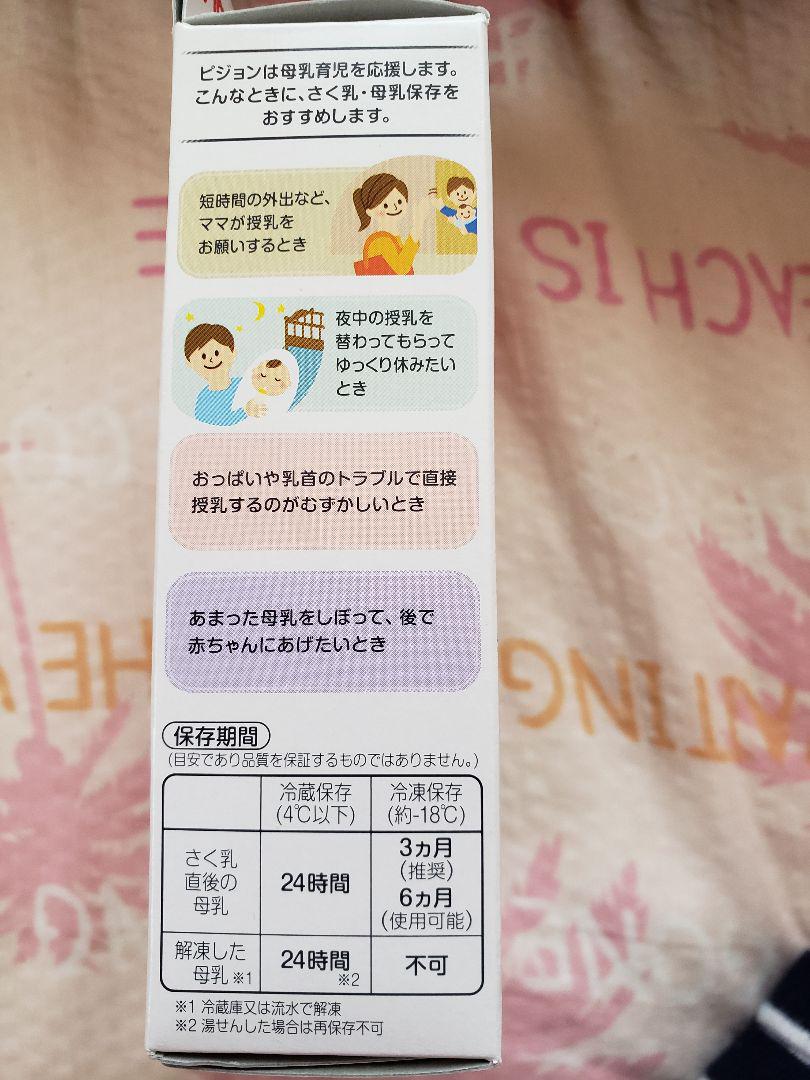 ピジョンは母乳育児を応援します。
こんなときに、さく乳・母乳保存を
おすすめします。
短時間の外出など、
ママが授乳を
お願いするとき
夜中の授乳を
替わってもらって
ゆっくり休みたい
とき
おっぱいや乳首のトラブルで直接
授乳するのがむずかしいとき
あまった母乳をしぼって、後で
赤ちゃんにあげたいとき
保存期間
(目安であり品質を保証するものではありません。)
冷蔵保存
(4℃以下)
冷凍保存
(約-18℃)
さく乳
直後の
母乳
24時間
3ヵ月
(推奨)
6ヵ月
(使用可能)
解凍した
母乳 ※1
24時間
※2
不可
※1 冷蔵庫又は流水で解凍
※2 湯せんした場合は再保存不可
EACH IS